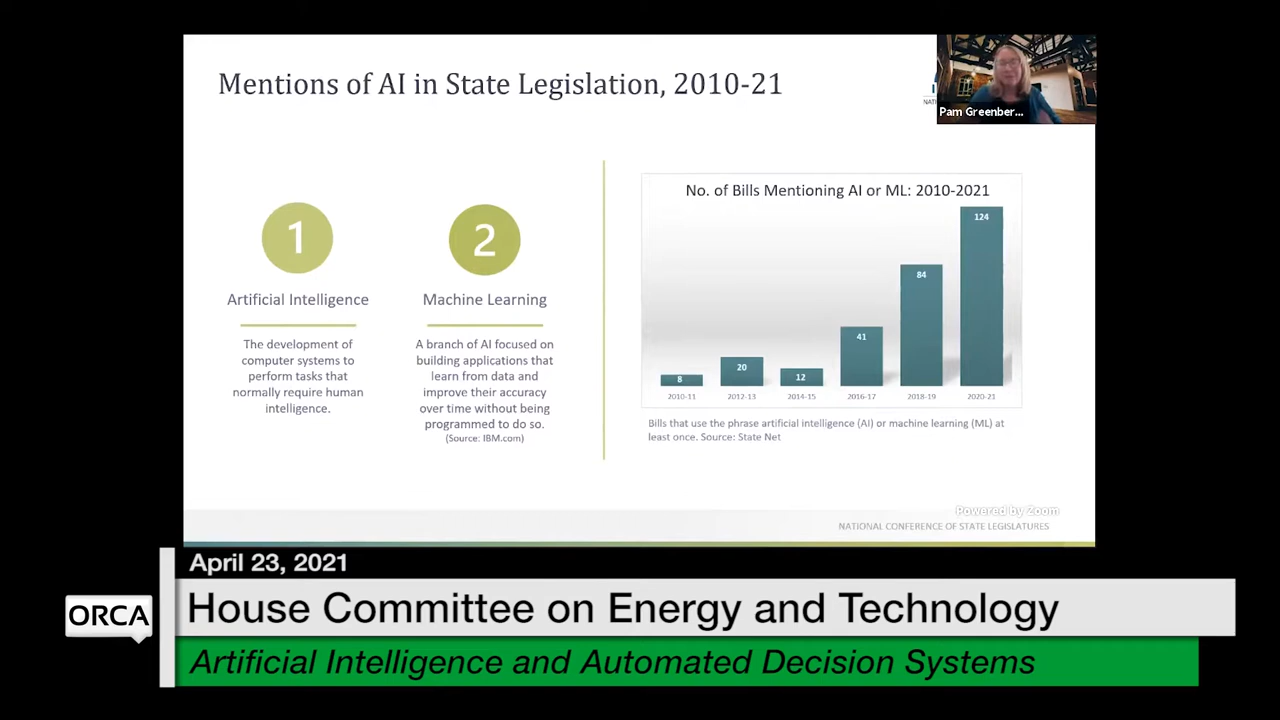 Mentions of AI in State Legislation, 2010-21
Pam Greenber...
1
Artificial Intelligence
The development of
computer systems to
perform tasks that
normally require human
intelligence.
2
Machine Learning
A branch of AI focused on
building applications that
learn from data and
improve their accuracy
over time without being
programmed to do so.
(Source: IBM.com)
No. of Bills Mentioning AI or ML: 2010-2021
8
20
12
41
84
124
2010-11
2012-13
2014-15
2016-17
2018-19
2020-21
Bills that use the phrase artificial intelligence (AI) or machine learning (ML) at
least once. Source: State Net
Powered by Zoom
NATIONAL CONFERENCE OF STATE LEGISLATURES
April 23, 2021
ORCA
House Committee on Energy and Technology
Artificial Intelligence and Automated Decision Systems